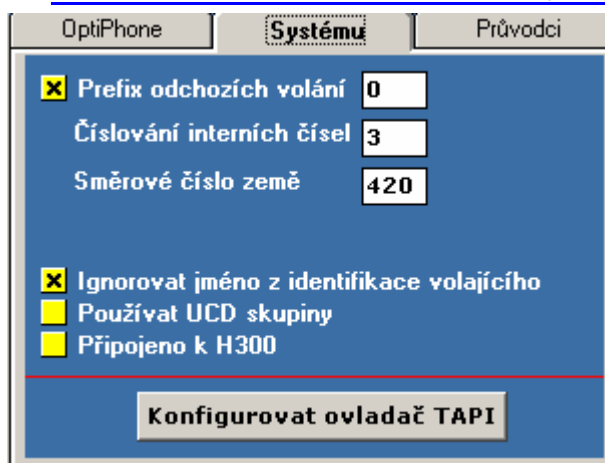 OptiPhone Systému Průvodci
Prefix odchozích volání 0
Číslování interních čísel 3
Směrové číslo země 420
Ignorovat jméno z identifikace volajícího
Používat UCD skupiny
Připojeno k H300
Konfigurovat ovladač TAPI